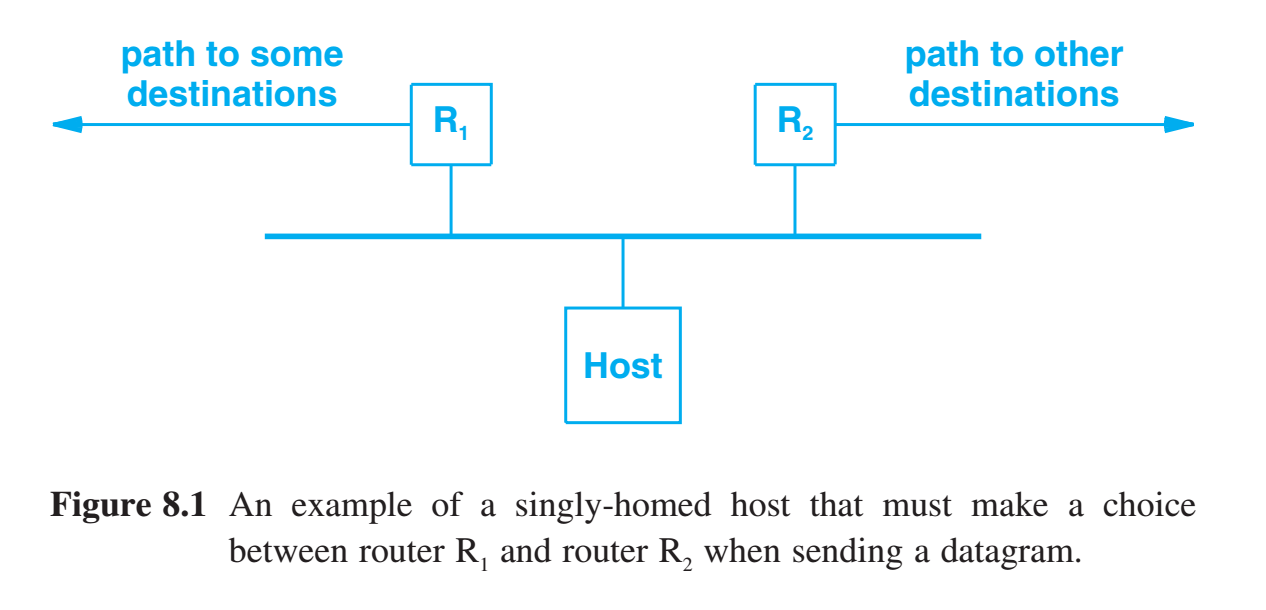 path to some
destinations
path to other
destinations
R₁
R₂
Host
Figure 8.1 An example of a singly-homed host that must make a choice
between router R₁ and router R₂ when sending a datagram.